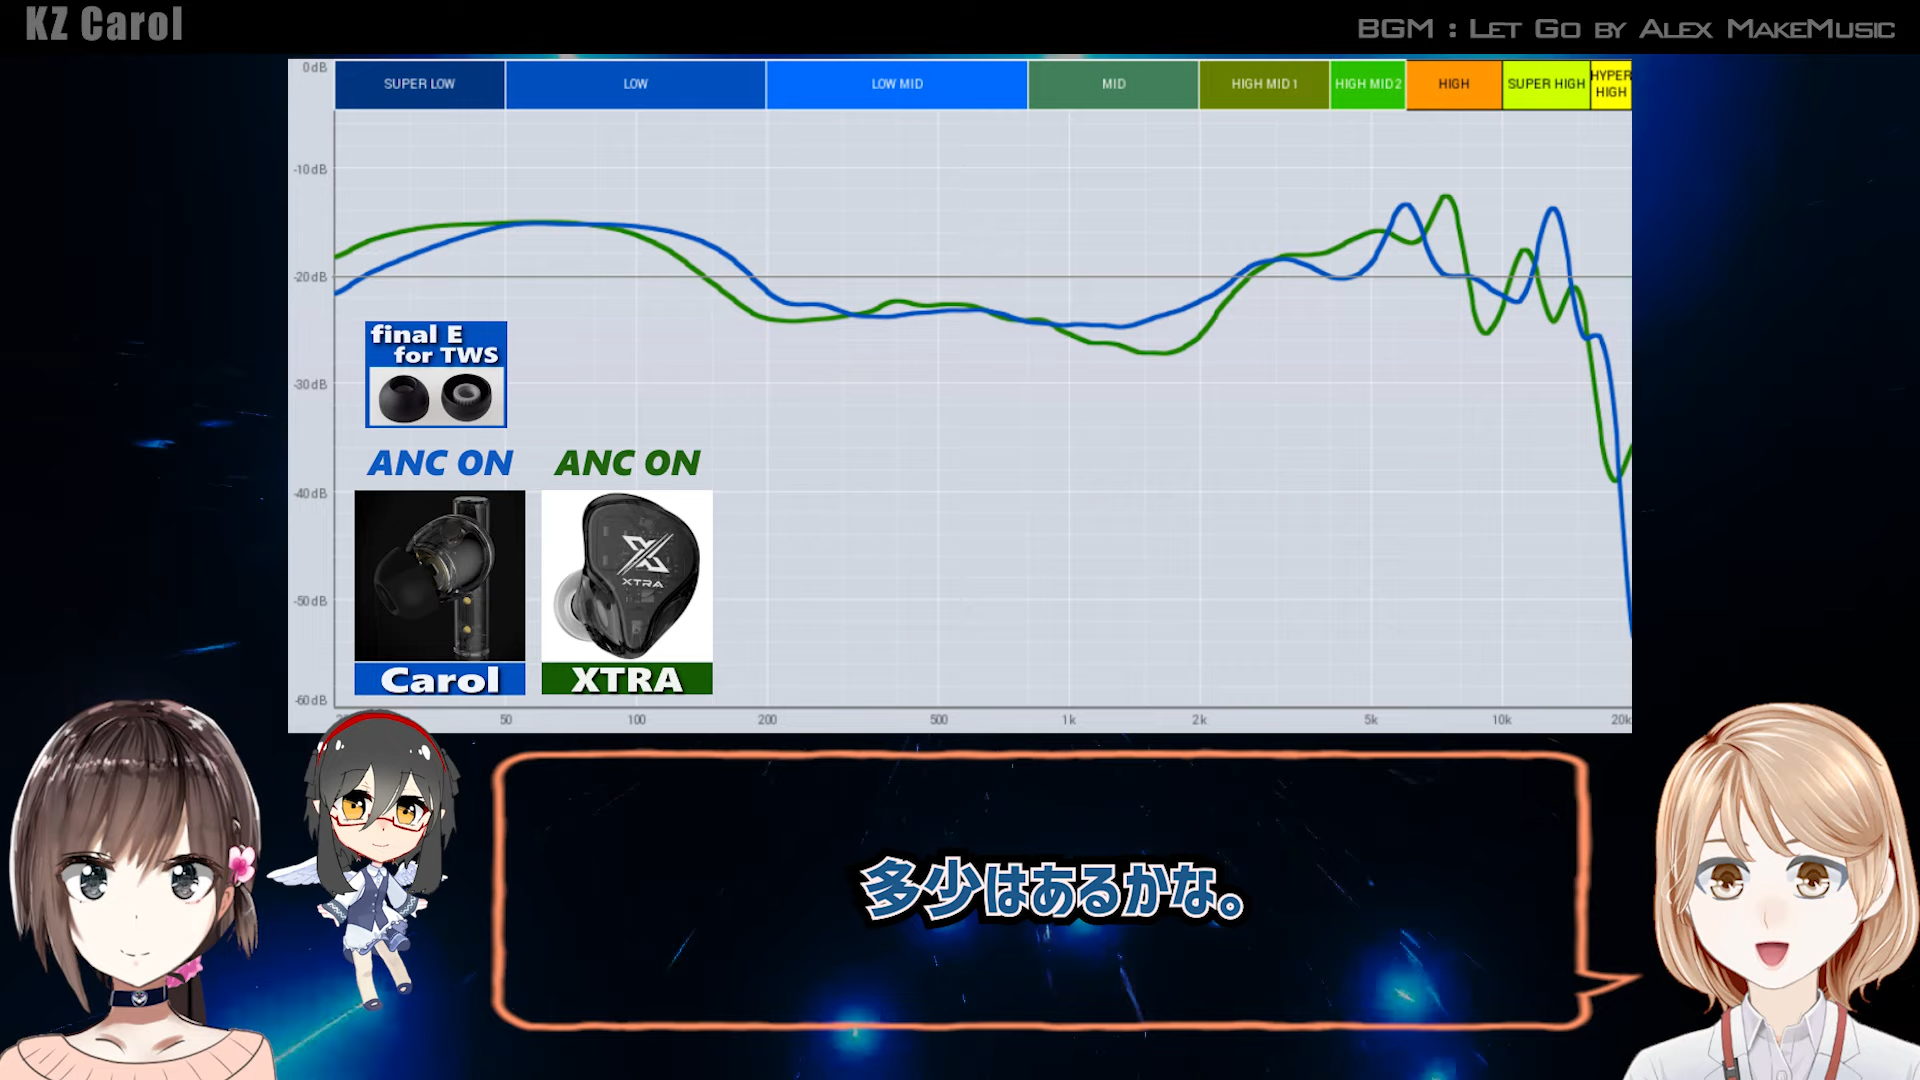 KZ Carol
BGM : Let Go by Alex MakeMusic
0dB
SUPER LOW
LOW
LOW MID
MID
HIGH MID 1
HIGH MID2
HIGH
SUPER HIGH
HYPER
HIGH
-10dB
-20dB
-30dB
-40dB
-50dB
-60dB
final E
for TWS
ANC ON
ANC ON
XTRA
Carol
XTRA
50
100
200
500
1k
2k
5k
10k
20k
多少はあるかな。